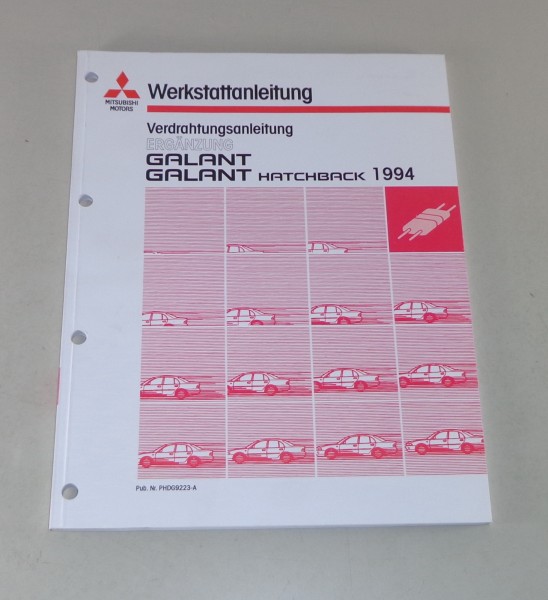 MITSUBISHI
MOTORS
Werkstattanleitung
Verdrahtungsanleitung
ERGÄNZUNG
GALANT
GALANT HATCHBACK 1994
Pub. Nr. PHDG9223-A